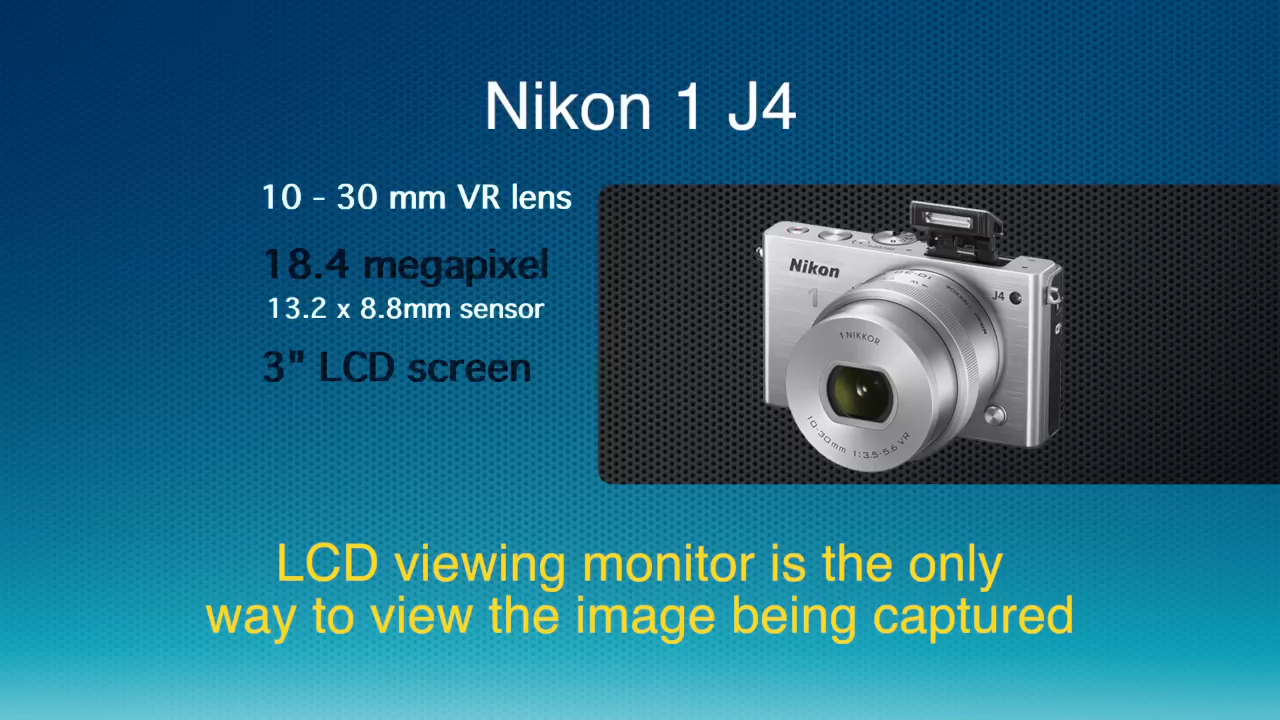 Nikon 1 J4
10 - 30 mm VR lens
18.4 megapixel
13.2 x 8.8mm sensor
3" LCD screen
Nikon
1
J4
1 NIKKOR
10-30mm 1:3.5-5.6 VR
LCD viewing monitor is the only
way to view the image being captured